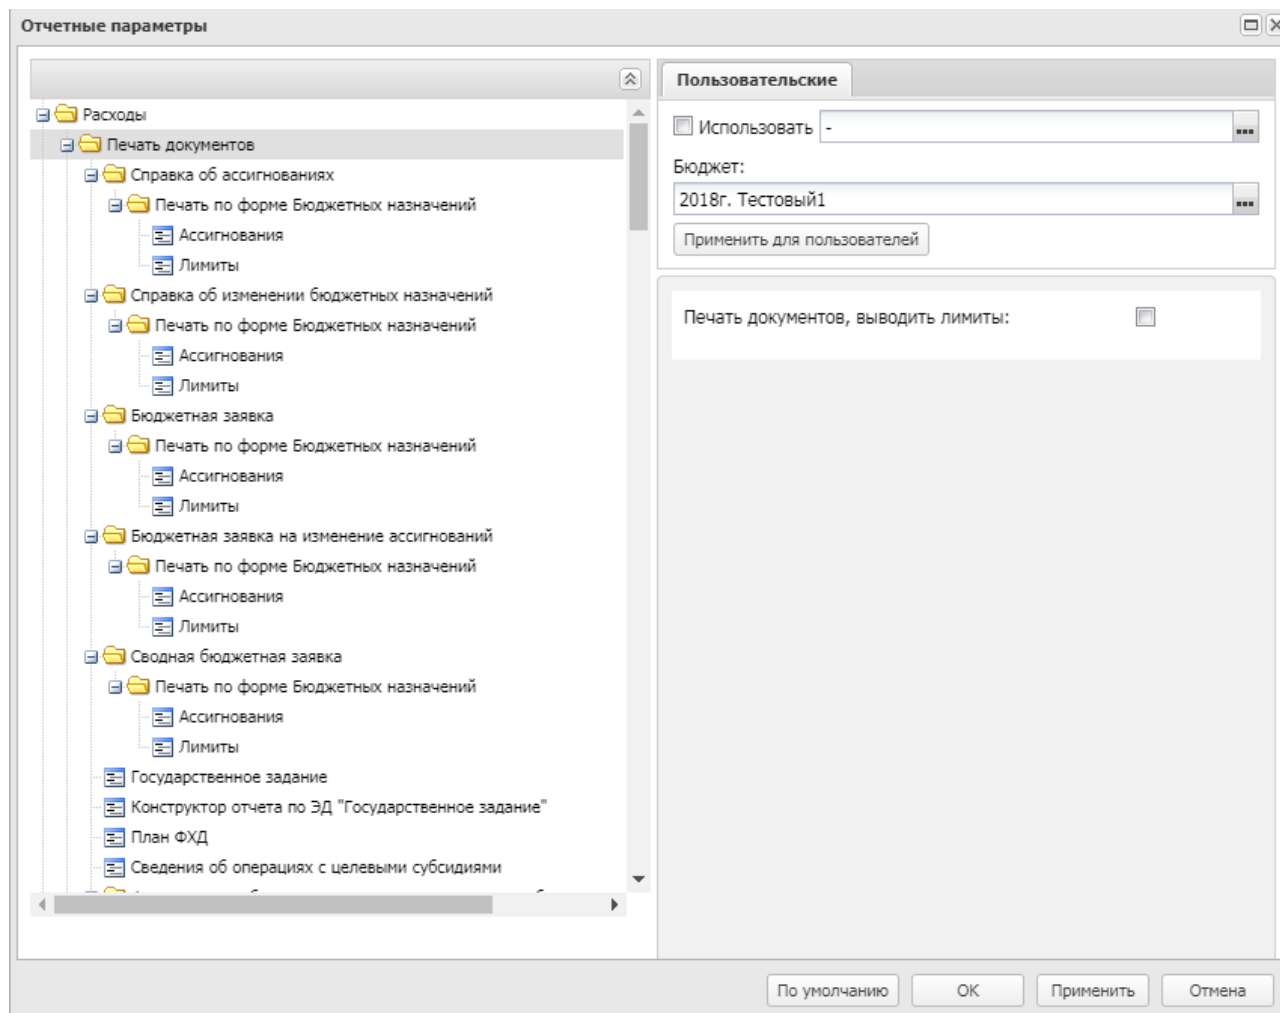 Отчетные параметры
Расходы
Печать документов
Справка об ассигнованиях
Печать по форме Бюджетных назначений
Ассигнования
Лимиты
Справка об изменении бюджетных назначений
Печать по форме Бюджетных назначений
Ассигнования
Лимиты
Бюджетная заявка
Печать по форме Бюджетных назначений
Ассигнования
Лимиты
Бюджетная заявка на изменение ассигнований
Печать по форме Бюджетных назначений
Ассигнования
Лимиты
Сводная бюджетная заявка
Печать по форме Бюджетных назначений
Ассигнования
Лимиты
Государственное задание
Конструктор отчета по ЭД "Государственное задание"
План ФХД
Сведения об операциях с целевыми субсидиями
Пользовательские
Использовать -
Бюджет:
2018г. Тестовый1
Применить для пользователей
Печать документов, выводить лимиты:
По умолчанию
OK
Применить
Отмена